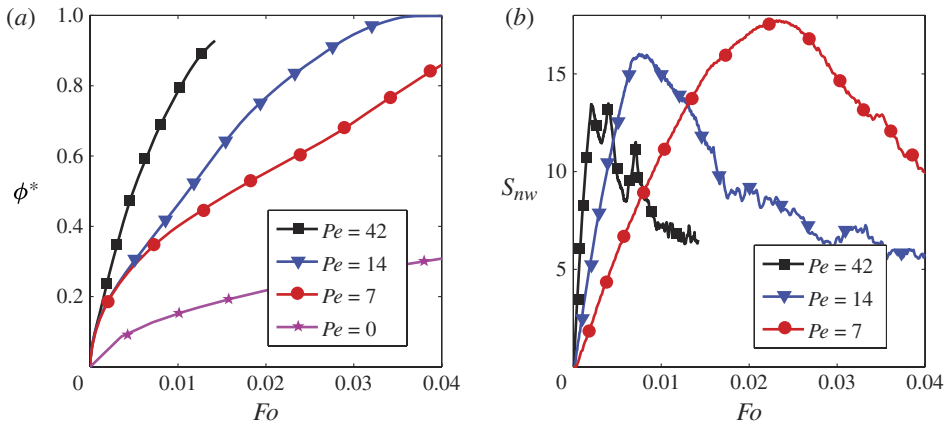 (a)
1.0
0.8
0.6
0.4
0.2
0
0.01
0.02
0.03
0.04
ϕ*
Fo
Pe = 42
Pe = 14
Pe = 7
Pe = 0
(b)
15
10
5
0
0.01
0.02
0.03
0.04
S_nw
Fo
Pe = 42
Pe = 14
Pe = 7